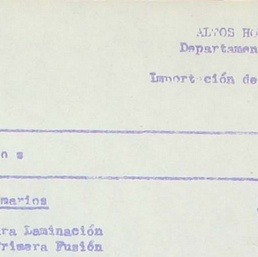 ALTOS HO
Departamen
Importación de
o s
marios
ra Laminación
rimera Fusión